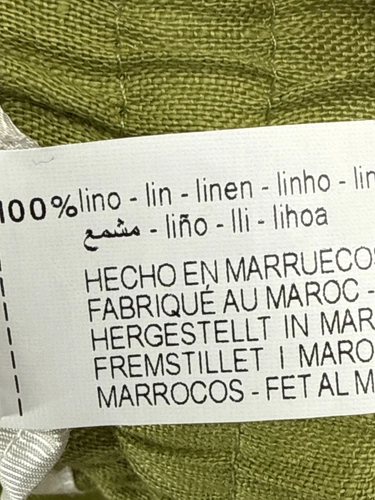 100% lino - lin - linen - linho - lin
مشمع - liño - lli - lihoa
HECHO EN MARRUECOS
FABRIQUÉ AU MAROC -
HERGESTELLT IN MAR
FREMSTILLET I MARO
MARROCOS - FET AL M